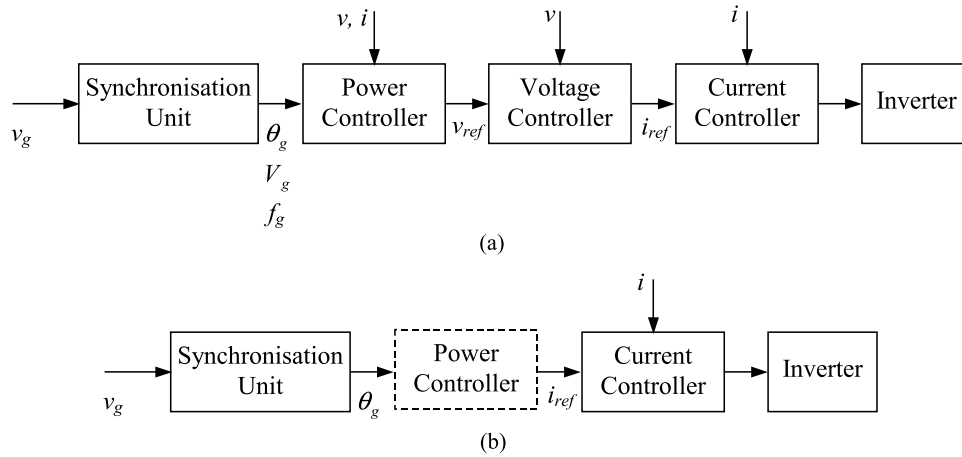 v, i
v
i
Synchronisation
Unit
Power
Controller
Voltage
Controller
Current
Controller
Inverter
v_g
θ_g
V_g
f_g
v_ref
i_ref
(a)
i
Synchronisation
Unit
Power
Controller
Current
Controller
Inverter
v_g
θ_g
i_ref
(b)